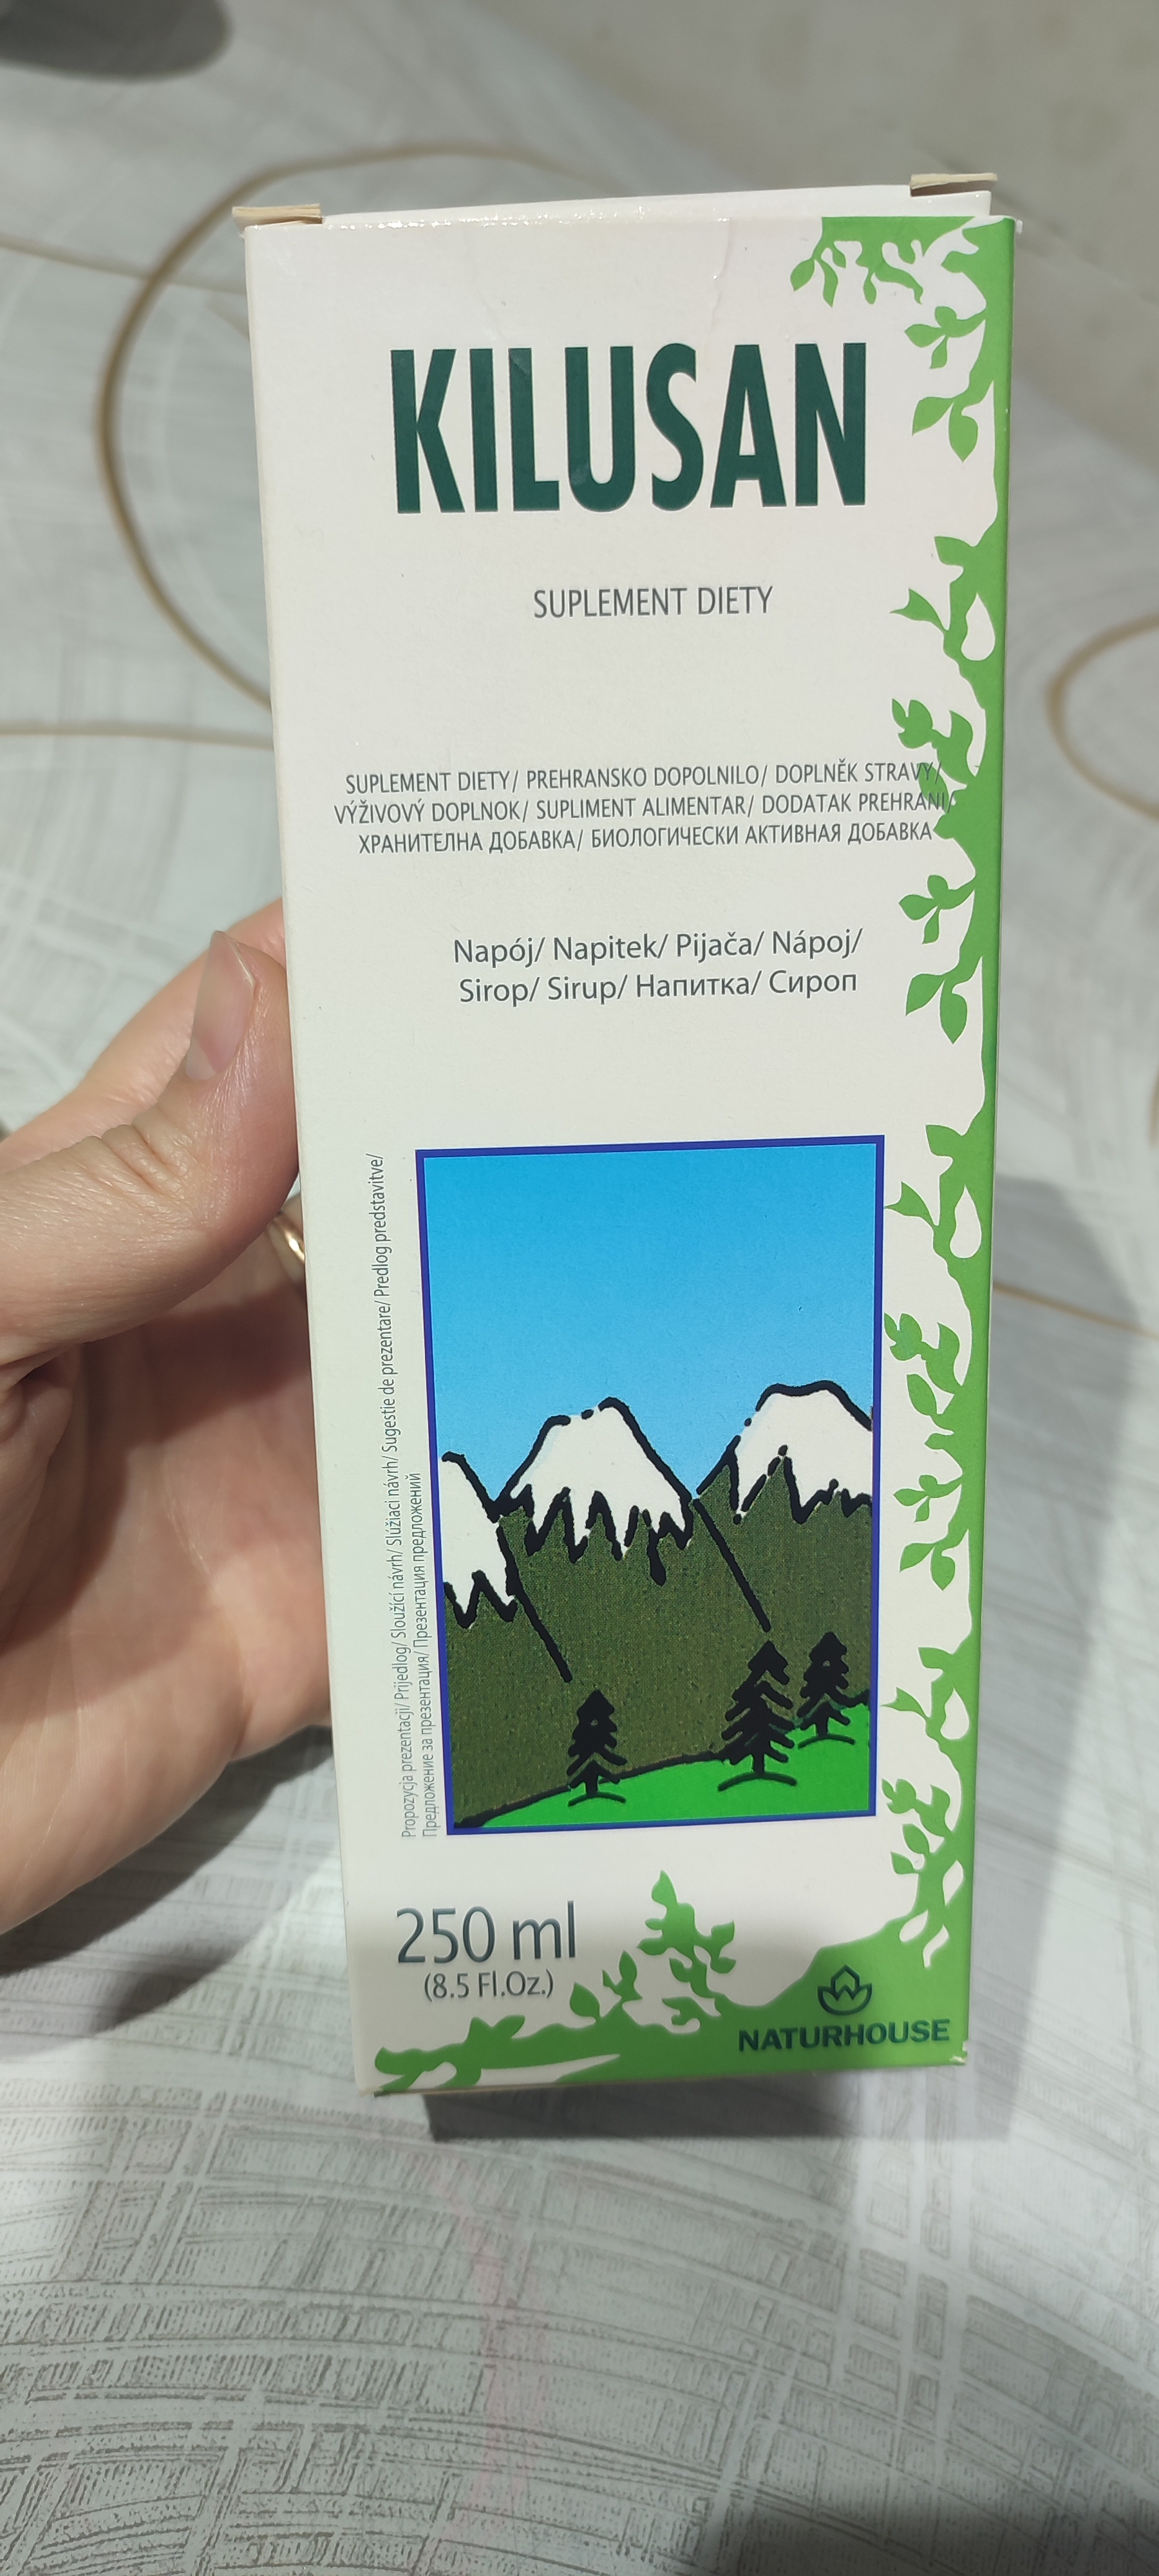 KILUSAN
SUPLEMENT DIETY
SUPLEMENT DIETY/ PREHRANSKO DOPOLNILO/ DOPLNĚK STRAVY/
VÝŽIVOVÝ DOPLNOK/ SUPLIMENT ALIMENTAR/ DODATAK PREHRANI/
ХРАНИТЕЛНА ДОБАВКА/ БИОЛОГИЧЕСКИ АКТИВНАЯ ДОБАВКА
Napój/ Napitek/ Pijača/ Nápoj/
Sirop/ Sirup/ Напитка/ Сироп
Propozycja prezentacji/ Prijedlog/ Sloužící návrh/ Slúžiaci návrh/ Sugestie de prezentare/ Predlog predstavitve/
Предложение за презентация/ Презентация предложений
250 ml
(8.5 Fl.Oz.)
NATURHOUSE